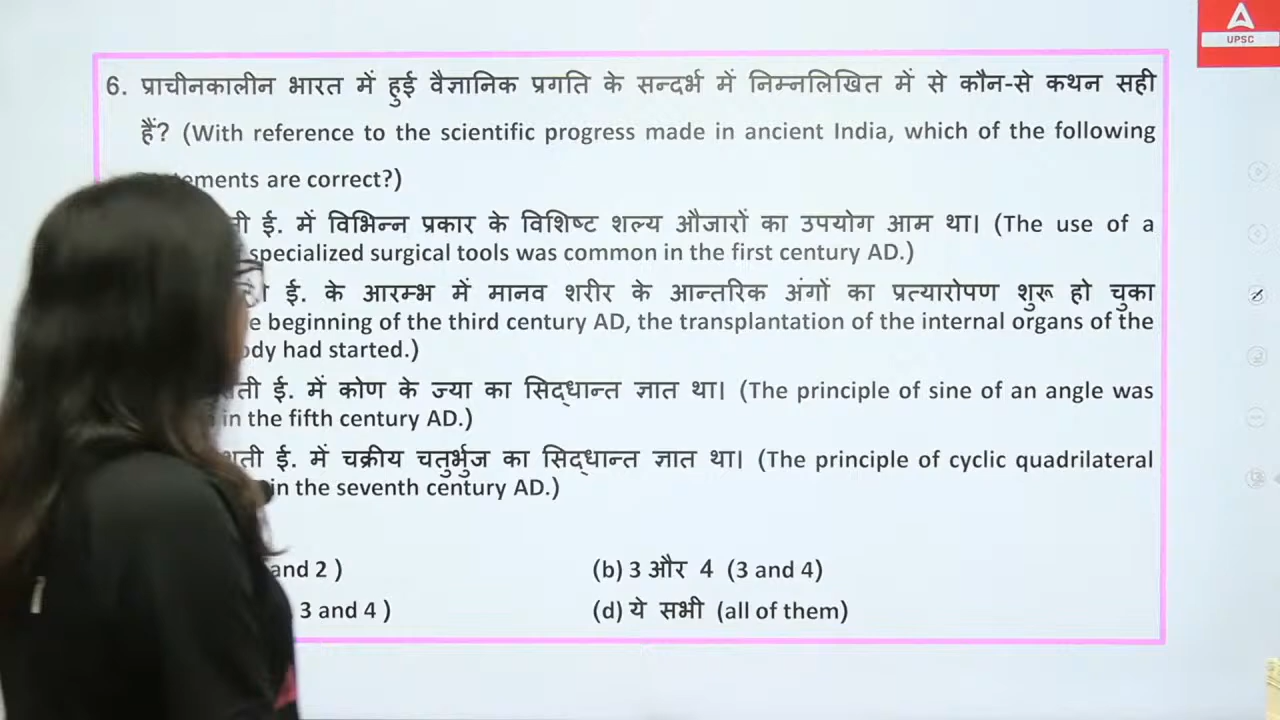 UPSC
6. प्राचीनकालीन भारत में हुई वैज्ञानिक प्रगति के सन्दर्भ में निम्नलिखित में से कौन-से कथन सही
हैं? (With reference to the scientific progress made in ancient India, which of the following
are correct?)
ई. में विभिन्न प्रकार के विशिष्ट शल्य औजारों का उपयोग आम था। (The use of a
specialized surgical tools was common in the first century AD.)
ई. के आरम्भ में मानव शरीर के आन्तरिक अंगों का प्रत्यारोपण शुरू हो चुका
beginning of the third century AD, the transplantation of the internal organs of the
had started.)
ई. में कोण के ज्या का सिद्धान्त ज्ञात था। (The principle of sine of an angle was
in the fifth century AD.)
ई. में चक्रीय चतुर्भुज का सिद्धान्त ज्ञात था। (The principle of cyclic quadrilateral
in the seventh century AD.)
and 2 ) (b) 3 और 4 (3 and 4)
3 and 4 ) (d) ये सभी (all of them)